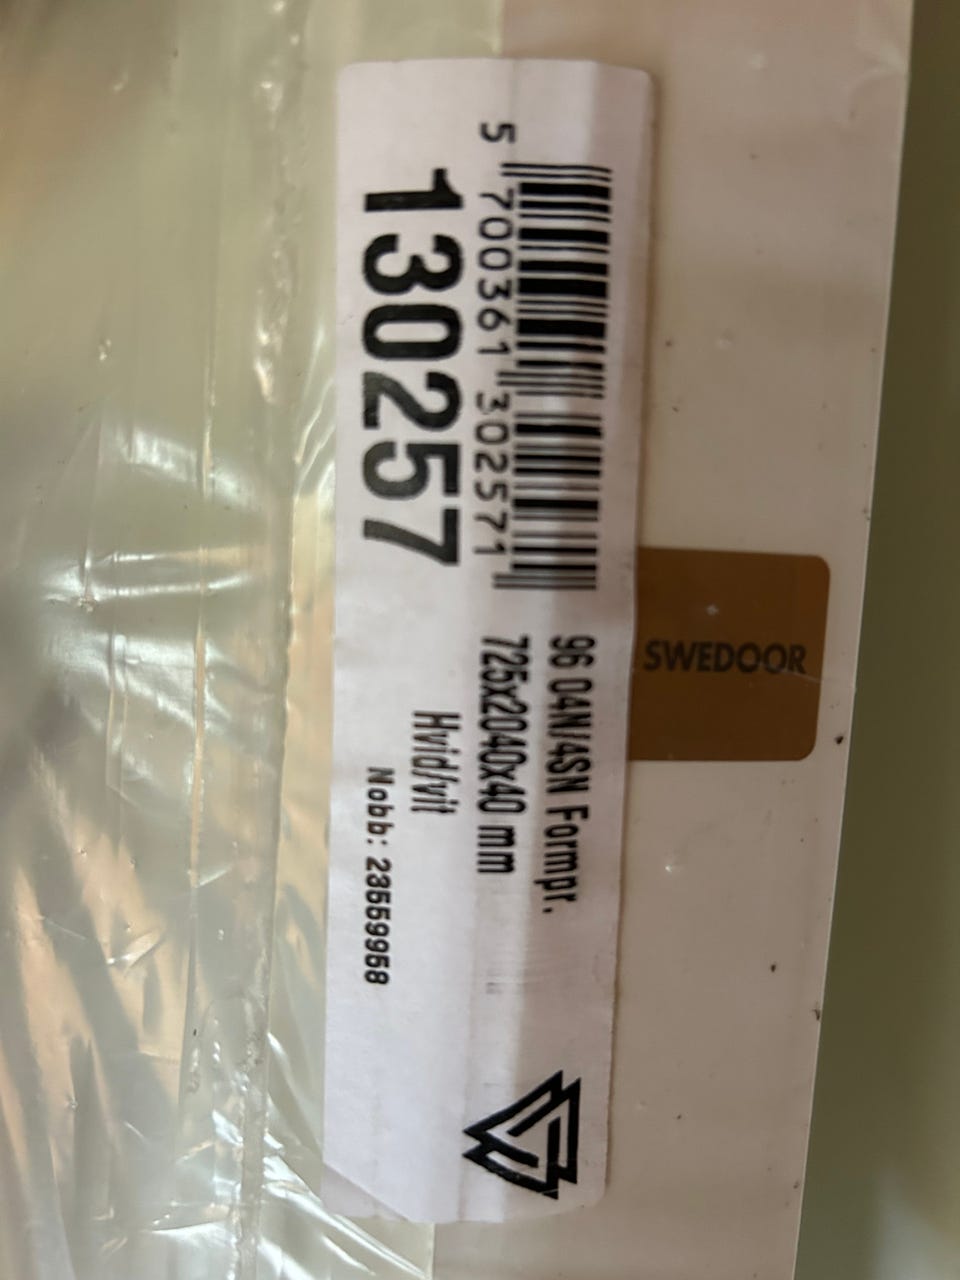 5 700361 302571
130257
96 04N/4SN Formpr.
725x2040x40 mm
Hvid/vit
Nobb: 23559958
SWEDOOR